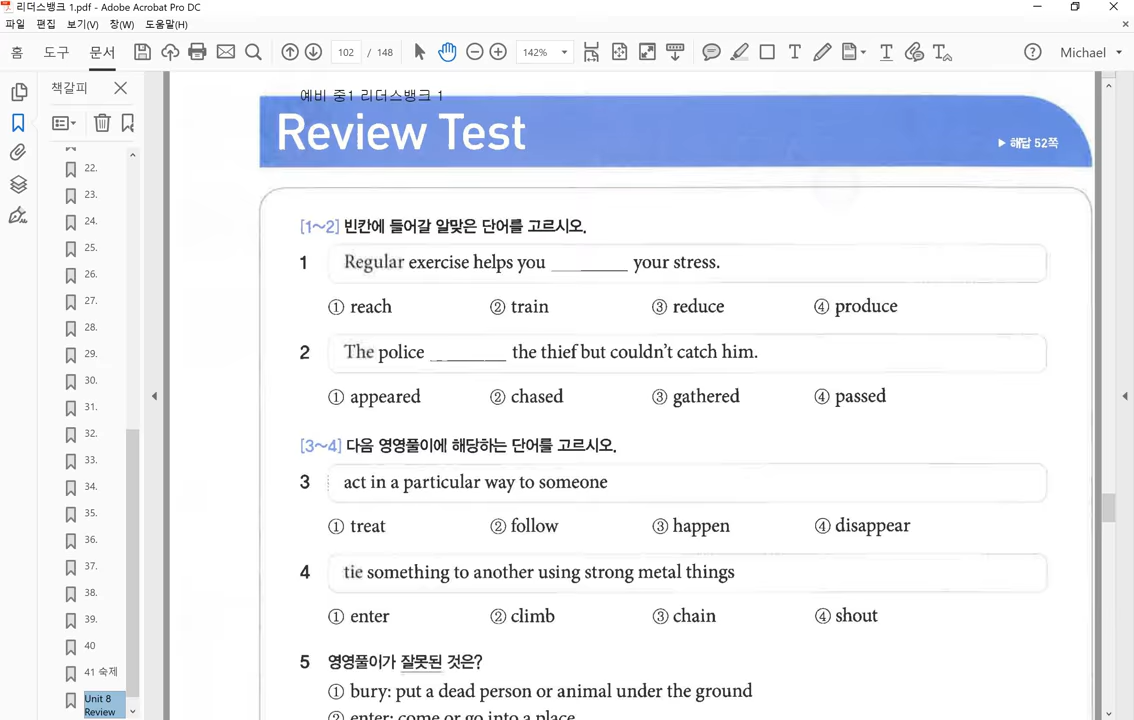 리더스뱅크 1.pdf - Adobe Acrobat Pro DC
파일 편집 보기(V) 창(W) 도움말(H)
홈 도구 문서 102 / 148 142% Michael
책갈피
22.
23.
24.
25.
26.
27.
28.
29.
30.
31.
32.
33.
34.
35.
36.
37.
38.
39.
40
41 숙제
Unit 8
Review
예비 중1 리더스뱅크 1
Review Test
▶ 해답 52쪽
[1~2] 빈칸에 들어갈 알맞은 단어를 고르시오.
1 Regular exercise helps you ________ your stress.
① reach ② train ③ reduce ④ produce
2 The police ________ the thief but couldn't catch him.
① appeared ② chased ③ gathered ④ passed
[3~4] 다음 영영풀이에 해당하는 단어를 고르시오.
3 act in a particular way to someone
① treat ② follow ③ happen ④ disappear
4 tie something to another using strong metal things
① enter ② climb ③ chain ④ shout
5 영영풀이가 잘못된 것은?
① bury: put a dead person or animal under the ground
② enter: come or go into a place